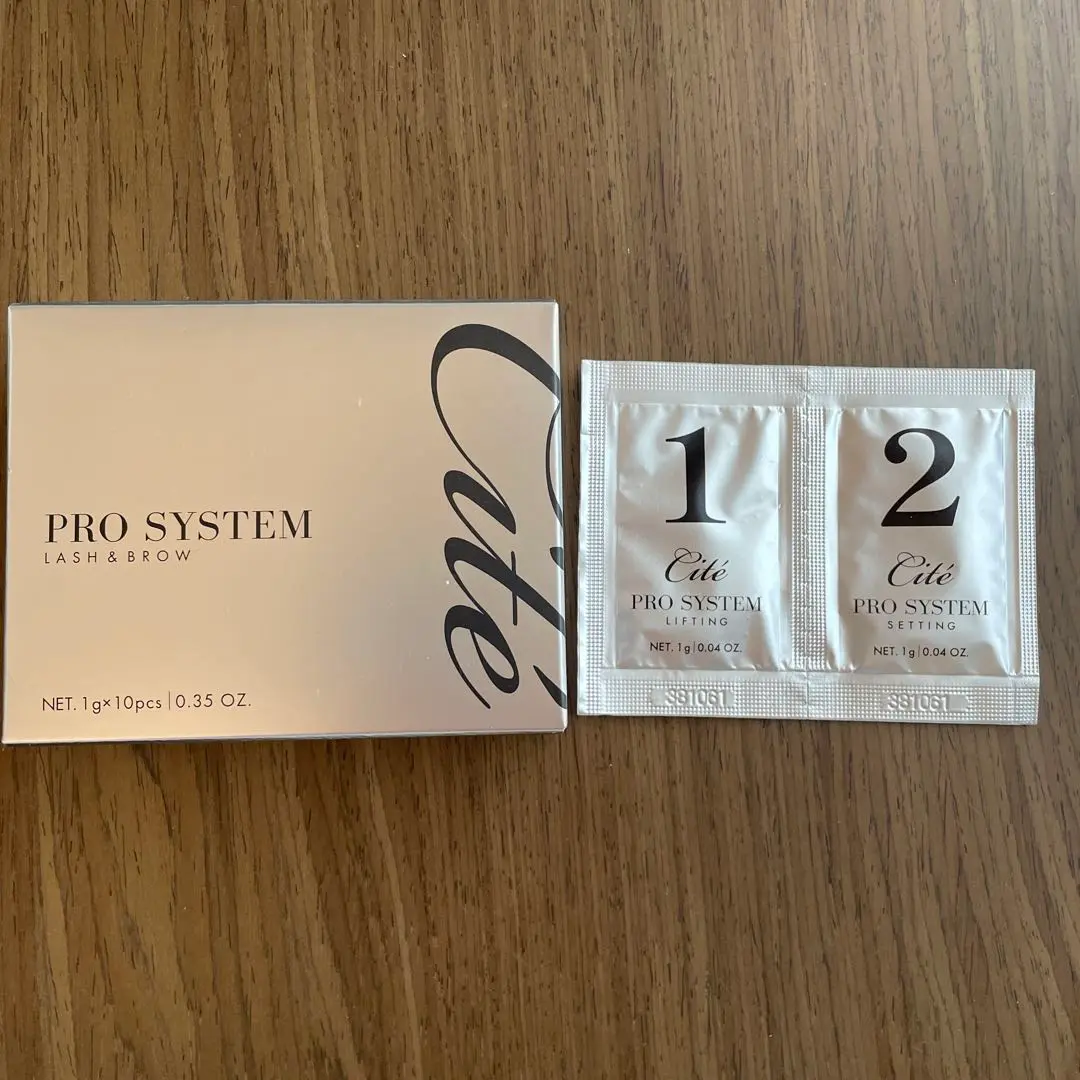 Cité
PRO SYSTEM
LASH & BROW
NET. 1g×10pcs | 0.35 OZ.
1
Cité
PRO SYSTEM
LIFTING
NET. 1g | 0.04 OZ.
381061
2
Cité
PRO SYSTEM
SETTING
NET. 1g | 0.04 OZ.
381061